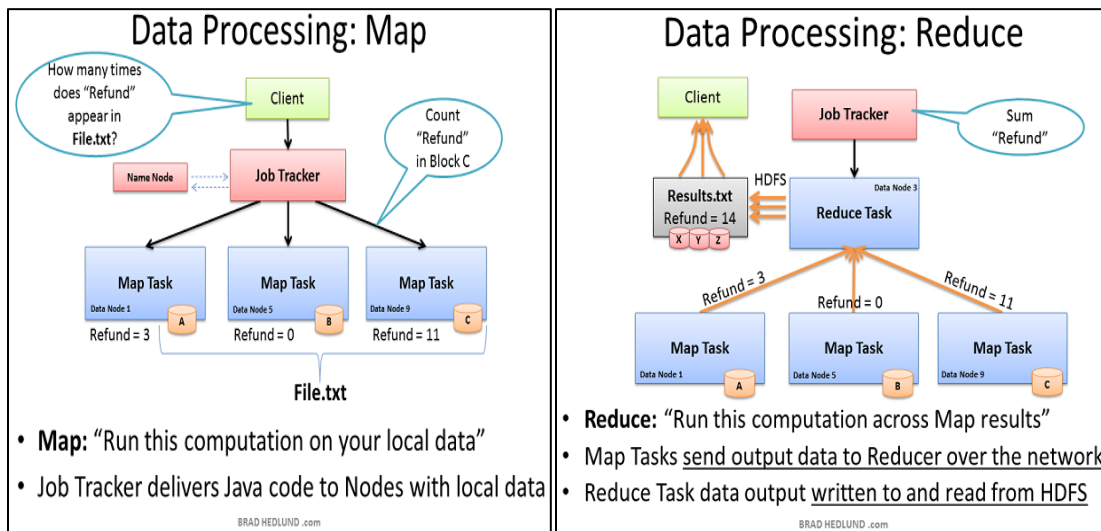 Data Processing: Map
How many times
does “Refund”
appear in
File.txt?
Client
Count
“Refund”
in Block C
Name Node
Job Tracker
Map Task
Data Node 1
A
Map Task
Data Node 5
B
Map Task
Data Node 9
C
Refund = 3
Refund = 0
Refund = 11
File.txt
• Map: “Run this computation on your local data”
• Job Tracker delivers Java code to Nodes with local data
BRAD HEDLUND .com
Data Processing: Reduce
Client
Job Tracker
Sum
“Refund”
HDFS
Results.txt
Refund = 14
X Y Z
Data Node 3
Reduce Task
Refund = 3
Refund = 0
Refund = 11
Map Task
Data Node 1
A
Map Task
Data Node 5
B
Map Task
Data Node 9
C
• Reduce: “Run this computation across Map results”
• Map Tasks send output data to Reducer over the network
• Reduce Task data output written to and read from HDFS
BRAD HEDLUND .com